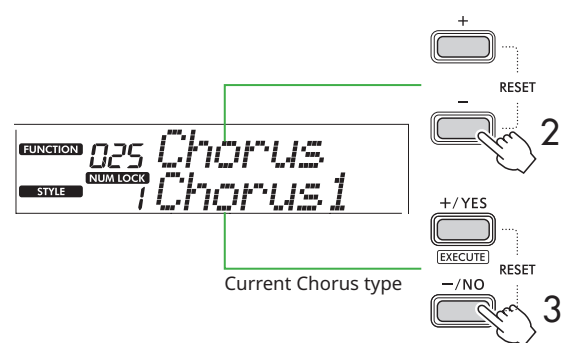 +
RESET
−
2
FUNCTION 025 Chorus
NUM LOCK
STYLE 1 Chorus1
+/YES
EXECUTE
RESET
Current Chorus type
−/NO
3